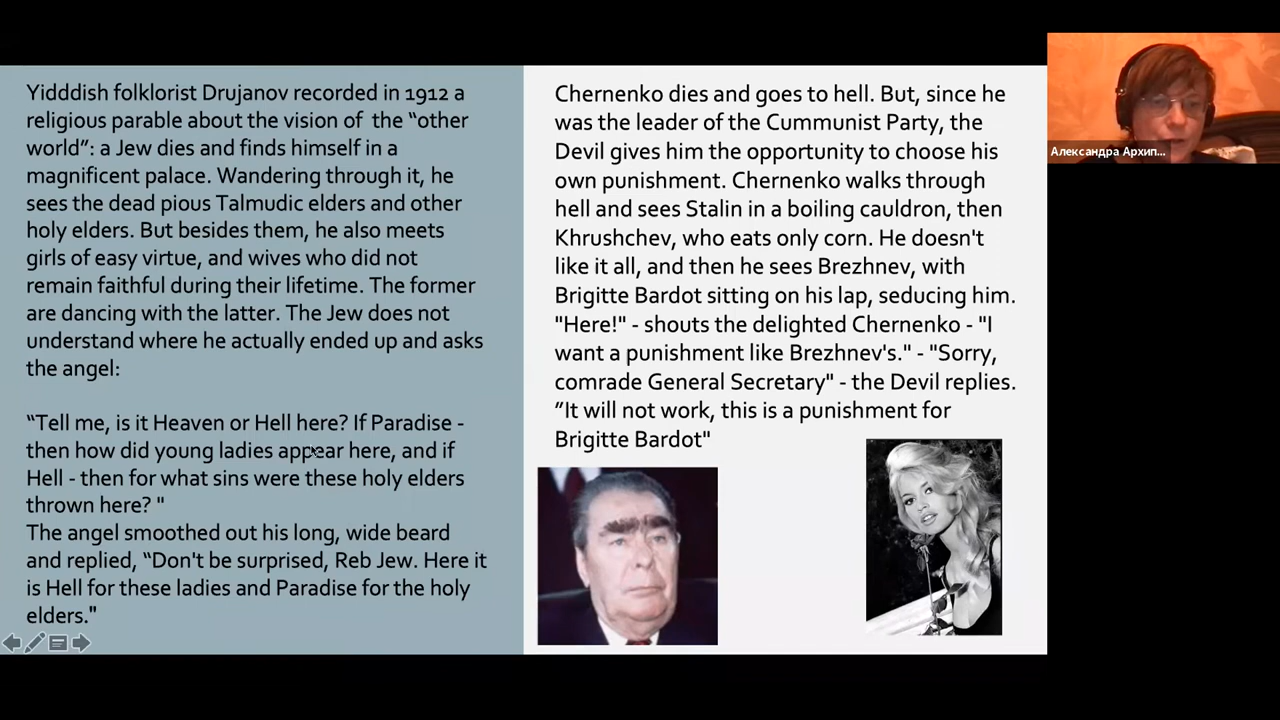 Yidddish folklorist Drujanov recorded in 1912 a
religious parable about the vision of the “other
world”: a Jew dies and finds himself in a
magnificent palace. Wandering through it, he
sees the dead pious Talmudic elders and other
holy elders. But besides them, he also meets
girls of easy virtue, and wives who did not
remain faithful during their lifetime. The former
are dancing with the latter. The Jew does not
understand where he actually ended up and asks
the angel:
“Tell me, is it Heaven or Hell here? If Paradise -
then how did young ladies appear here, and if
Hell - then for what sins were these holy elders
thrown here? "
The angel smoothed out his long, wide beard
and replied, “Don't be surprised, Reb Jew. Here it
is Hell for these ladies and Paradise for the holy
elders."
Chernenko dies and goes to hell. But, since he
was the leader of the Cummunist Party, the
Devil gives him the opportunity to choose his
own punishment. Chernenko walks through
hell and sees Stalin in a boiling cauldron, then
Khrushchev, who eats only corn. He doesn't
like it all, and then he sees Brezhnev, with
Brigitte Bardot sitting on his lap, seducing him.
"Here!" - shouts the delighted Chernenko - "I
want a punishment like Brezhnev's." - "Sorry,
comrade General Secretary" - the Devil replies.
”It will not work, this is a punishment for
Brigitte Bardot"
Александра Архип...